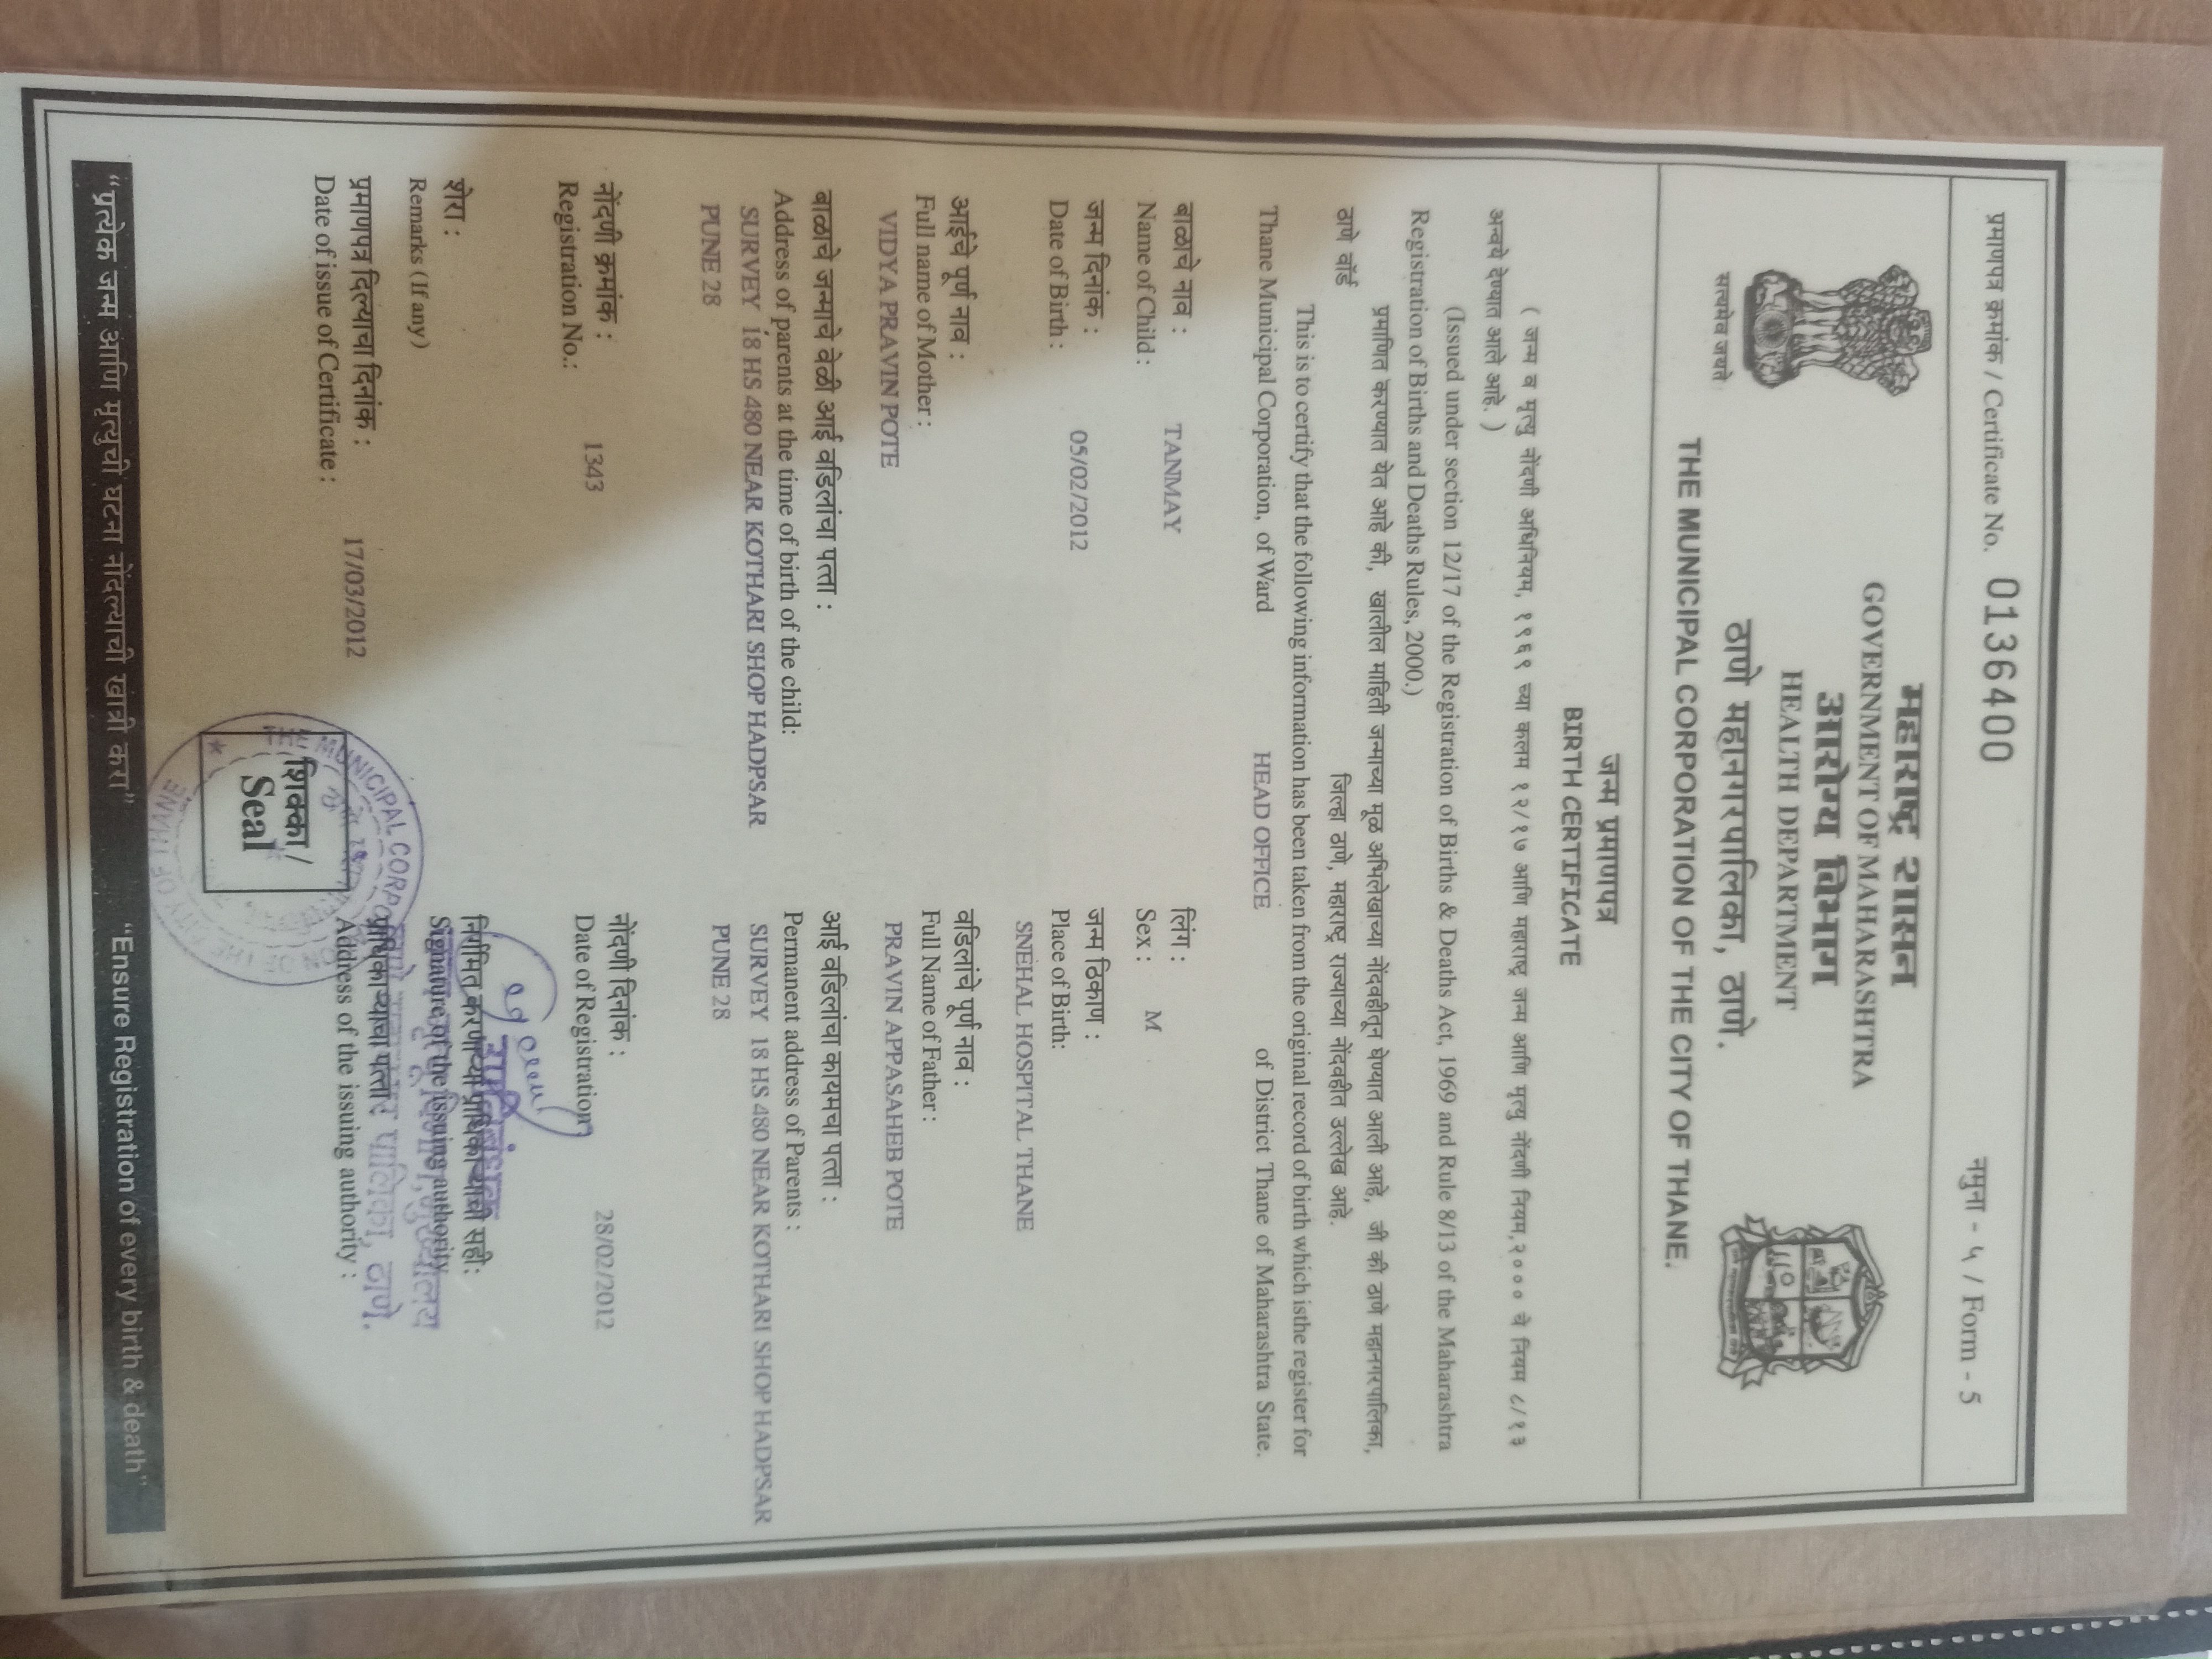 प्रमाणपत्र क्रमांक / Certificate No. 0136400 नमुना - ५ / Form - 5
महाराष्ट्र शासन
GOVERNMENT OF MAHARASHTRA
आरोग्य विभाग
HEALTH DEPARTMENT
ठाणे महानगरपालिका, ठाणे.
THE MUNICIPAL CORPORATION OF THE CITY OF THANE.
सत्यमेव जयते
जन्म प्रमाणपत्र
BIRTH CERTIFICATE
( जन्म व मृत्यु नोंदणी अधिनियम, १९६९ च्या कलम १२/१७ आणि महाराष्ट्र जन्म आणि मृत्यु नोंदणी नियम,२००० चे नियम ८/१३
अन्वये देण्यात आले आहे. )
(Issued under section 12/17 of the Registration of Births & Deaths Act, 1969 and Rule 8/13 of the Maharashtra
Registration of Births and Deaths Rules, 2000.)
प्रमाणित करण्यात येत आहे की, खालील माहिती जन्माच्या मूळ अभिलेखाच्या नोंदवहीतून घेण्यात आली आहे, जी की ठाणे महानगरपालिका,
ठाणे वॉर्ड जिल्हा ठाणे, महाराष्ट्र राज्याच्या नोंदवहीत उल्लेख आहे.
This is to certify that the following information has been taken from the original record of birth which isthe register for
Thane Municipal Corporation, of Ward HEAD OFFICE of District Thane of Maharashtra State.
बाळाचे नाव : लिंग :
Name of Child : TANMAY Sex : M
जन्म दिनांक : जन्म ठिकाण :
Date of Birth : 05/02/2012 Place of Birth:
SNEHAL HOSPITAL THANE
आईचे पूर्ण नाव : वडिलांचे पूर्ण नाव :
Full name of Mother : Full Name of Father :
VIDYA PRAVIN POTE PRAVIN APPASAHEB POTE
बाळाचे जन्माचे वेळी आई वडिलांचा पत्ता : आई वडिलांचा कायमचा पत्ता :
Address of parents at the time of birth of the child: Permanent address of Parents :
SURVEY 18 HS 480 NEAR KOTHARI SHOP HADPSAR SURVEY 18 HS 480 NEAR KOTHARI SHOP HADPSAR
PUNE 28 PUNE 28
नोंदणी क्रमांक : नोंदणी दिनांक :
Registration No.: 1343 Date of Registration 28/02/2012
शेरा : निर्गमित करणाऱ्या प्राधिकाऱ्याची सही:
Remarks (If any) Signature of the issuing authority
प्रमाणपत्र दिल्याचा दिनांक : प्राधिकाऱ्याचा पत्ता
Date of issue of Certificate : 17/03/2012 Address of the issuing authority :
पालिका, ठाणे.
शिक्का/
Seal
THE MUNICIPAL CORPORATION OF THE CITY OF THANE
“प्रत्येक जन्म आणि मृत्युची घटना नोंदल्याची खात्री करा” “Ensure Registration of every birth & death”